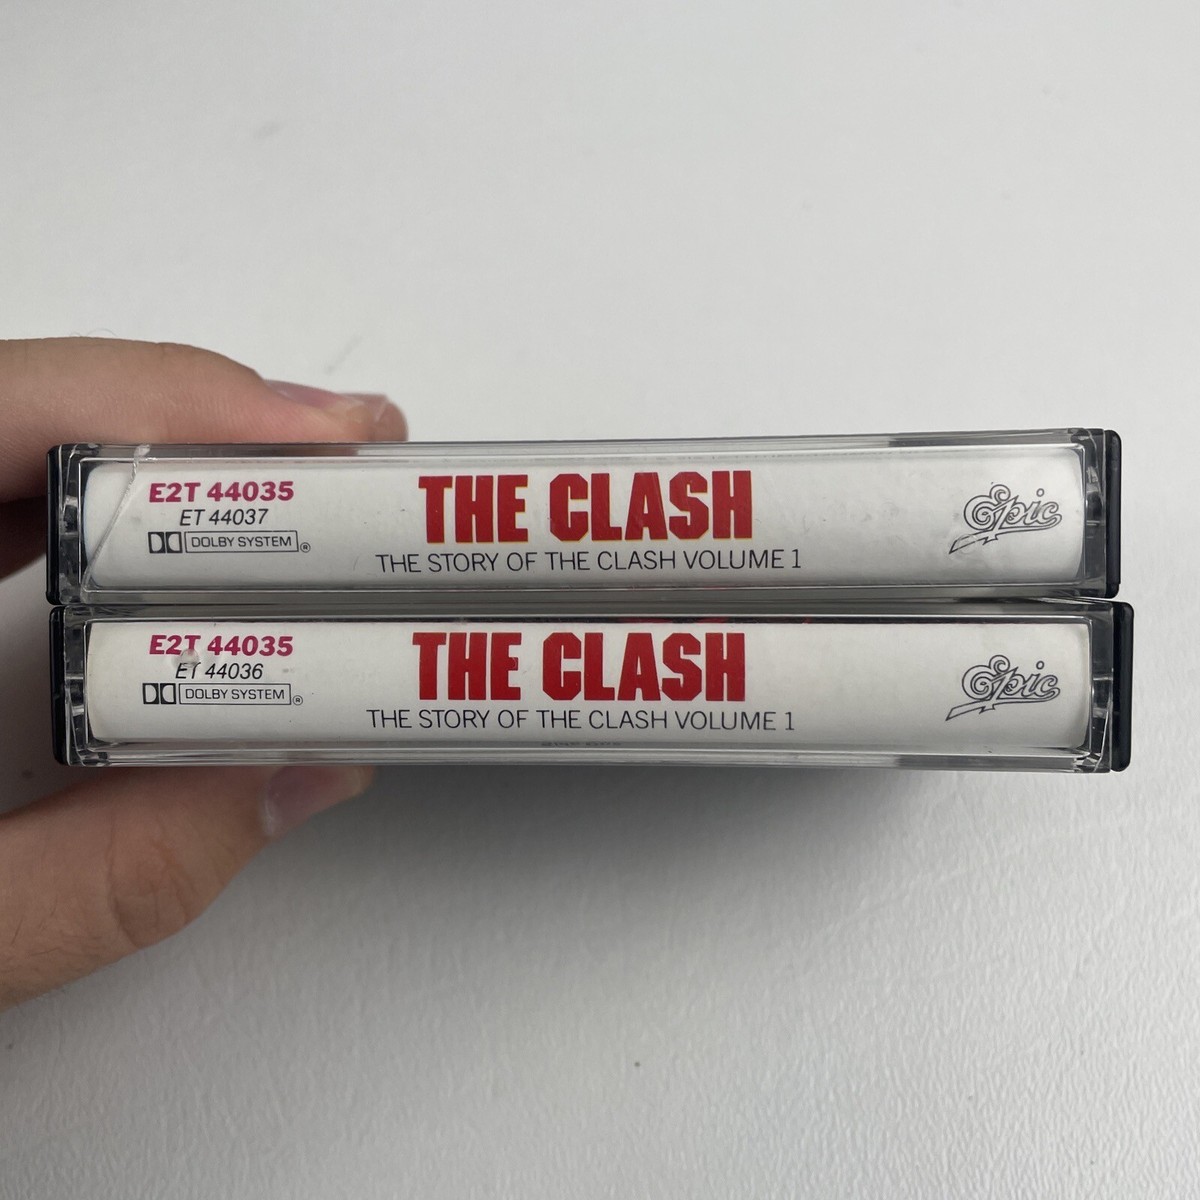 E2T 44035
ET 44037
DOLBY SYSTEM ®
THE CLASH
THE STORY OF THE CLASH VOLUME 1
Epic
E2T 44035
ET 44036
DOLBY SYSTEM ®
THE CLASH
THE STORY OF THE CLASH VOLUME 1
Epic